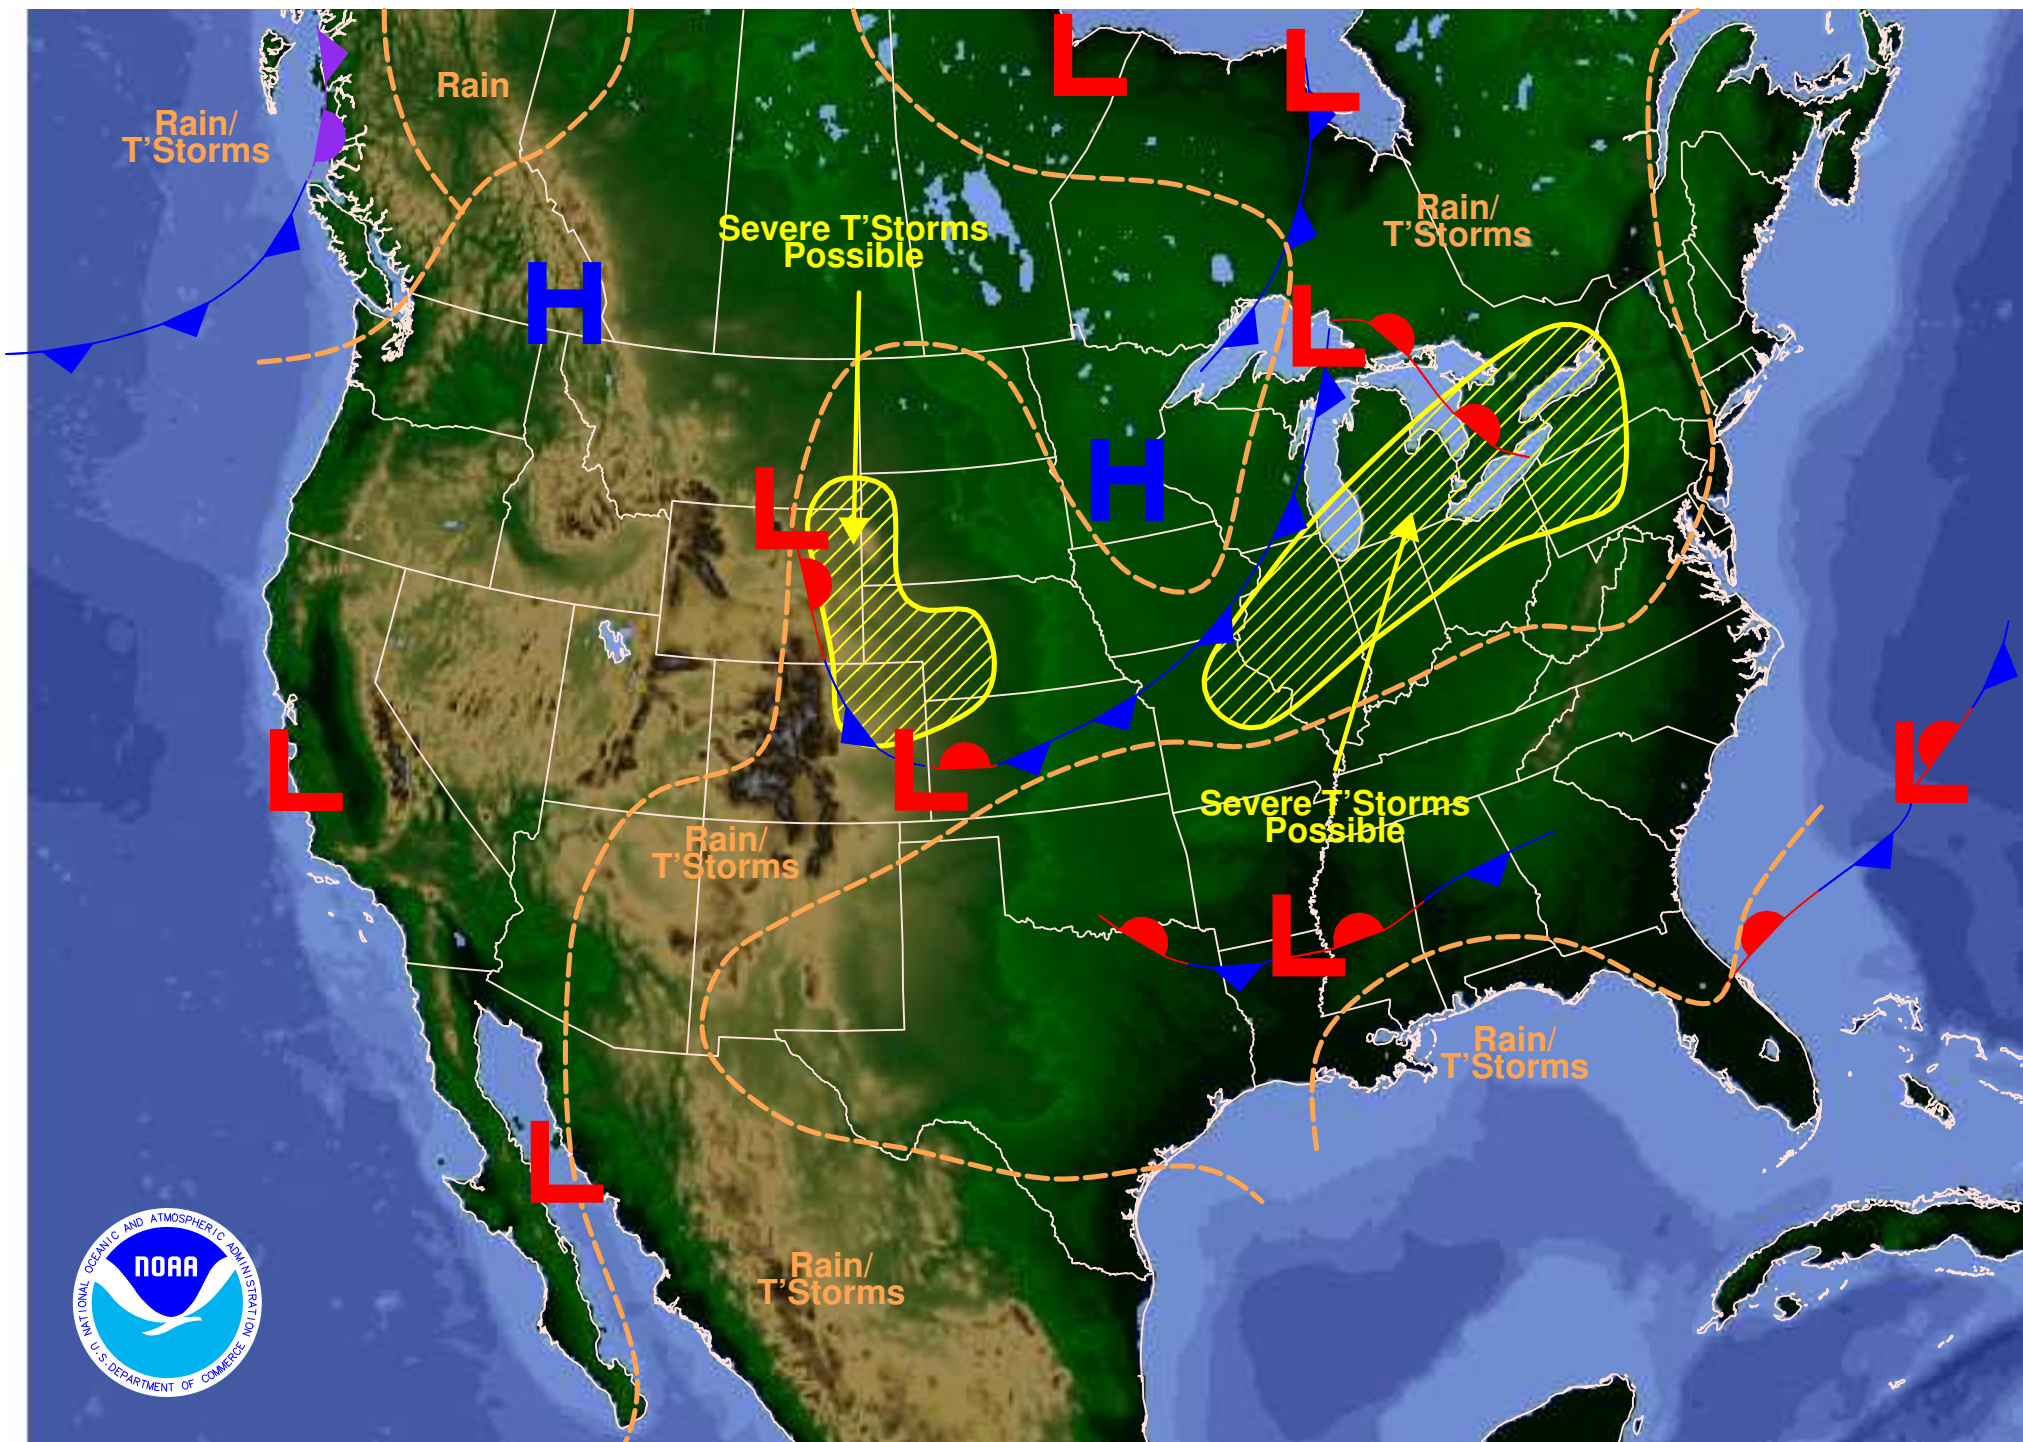 L
L
Rain
Rain/
T'Storms
Rain/
T'Storms
Severe T'Storms
Possible
H
L
H
L
L
L
L
Severe T'Storms
Possible
Rain/
T'Storms
L
Rain/
T'Storms
L
NATIONAL OCEANIC AND ATMOSPHERIC ADMINISTRATION
NOAA
U.S. DEPARTMENT OF COMMERCE
Rain/
T'Storms